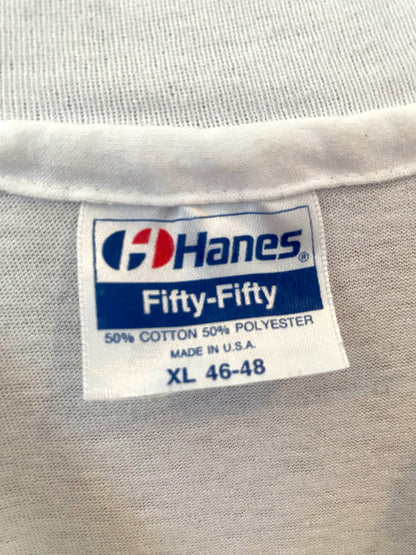 Hanes®
Fifty-Fifty
50% COTTON 50% POLYESTER
MADE IN U.S.A.
XL 46-48